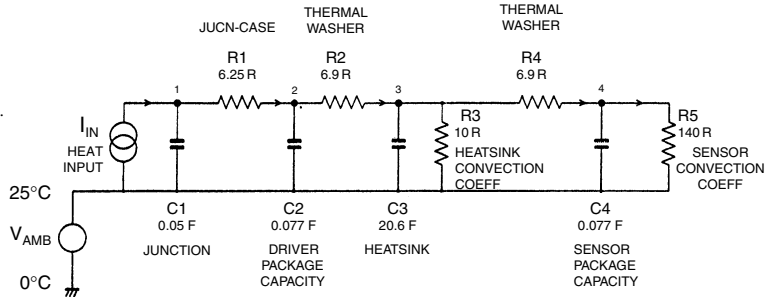 THERMAL
WASHER
THERMAL
WASHER
JUCN-CASE
R1
6.25 R
R2
6.9 R
R4
6.9 R
1
2
3
4
I_IN
HEAT
INPUT
R3
10 R
HEATSINK
CONVECTION
COEFF
R5
140 R
SENSOR
CONVECTION
COEFF
25°C
V_AMB
0°C
C1
0.05 F
JUNCTION
C2
0.077 F
DRIVER
PACKAGE
CAPACITY
C3
20.6 F
HEATSINK
C4
0.077 F
SENSOR
PACKAGE
CAPACITY